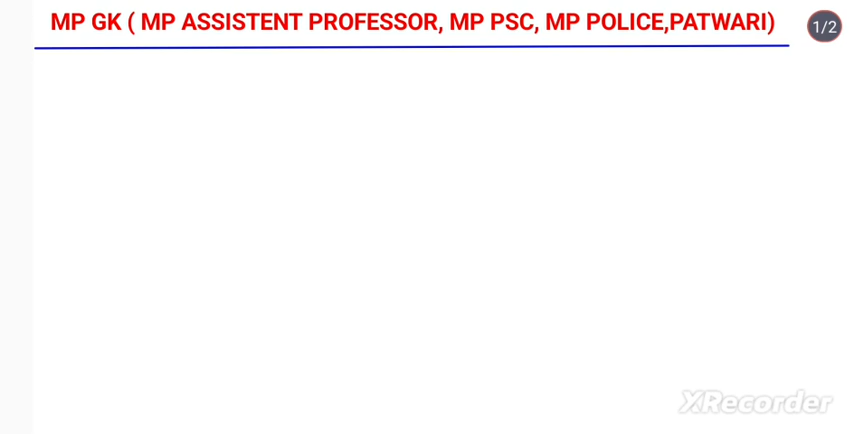 MP GK ( MP ASSISTENT PROFESSOR, MP PSC, MP POLICE,PATWARI)
1/2
XRecorder